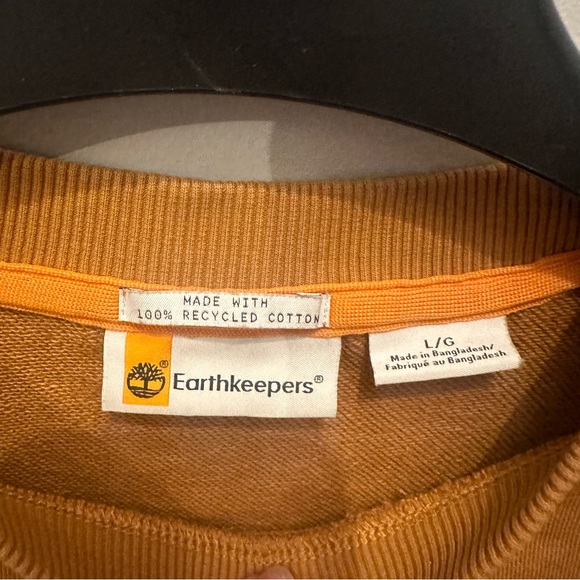 MADE WITH
100% RECYCLED COTTON
Earthkeepers®
L/G
Made in Bangladesh/
Fabriqué au Bangladesh